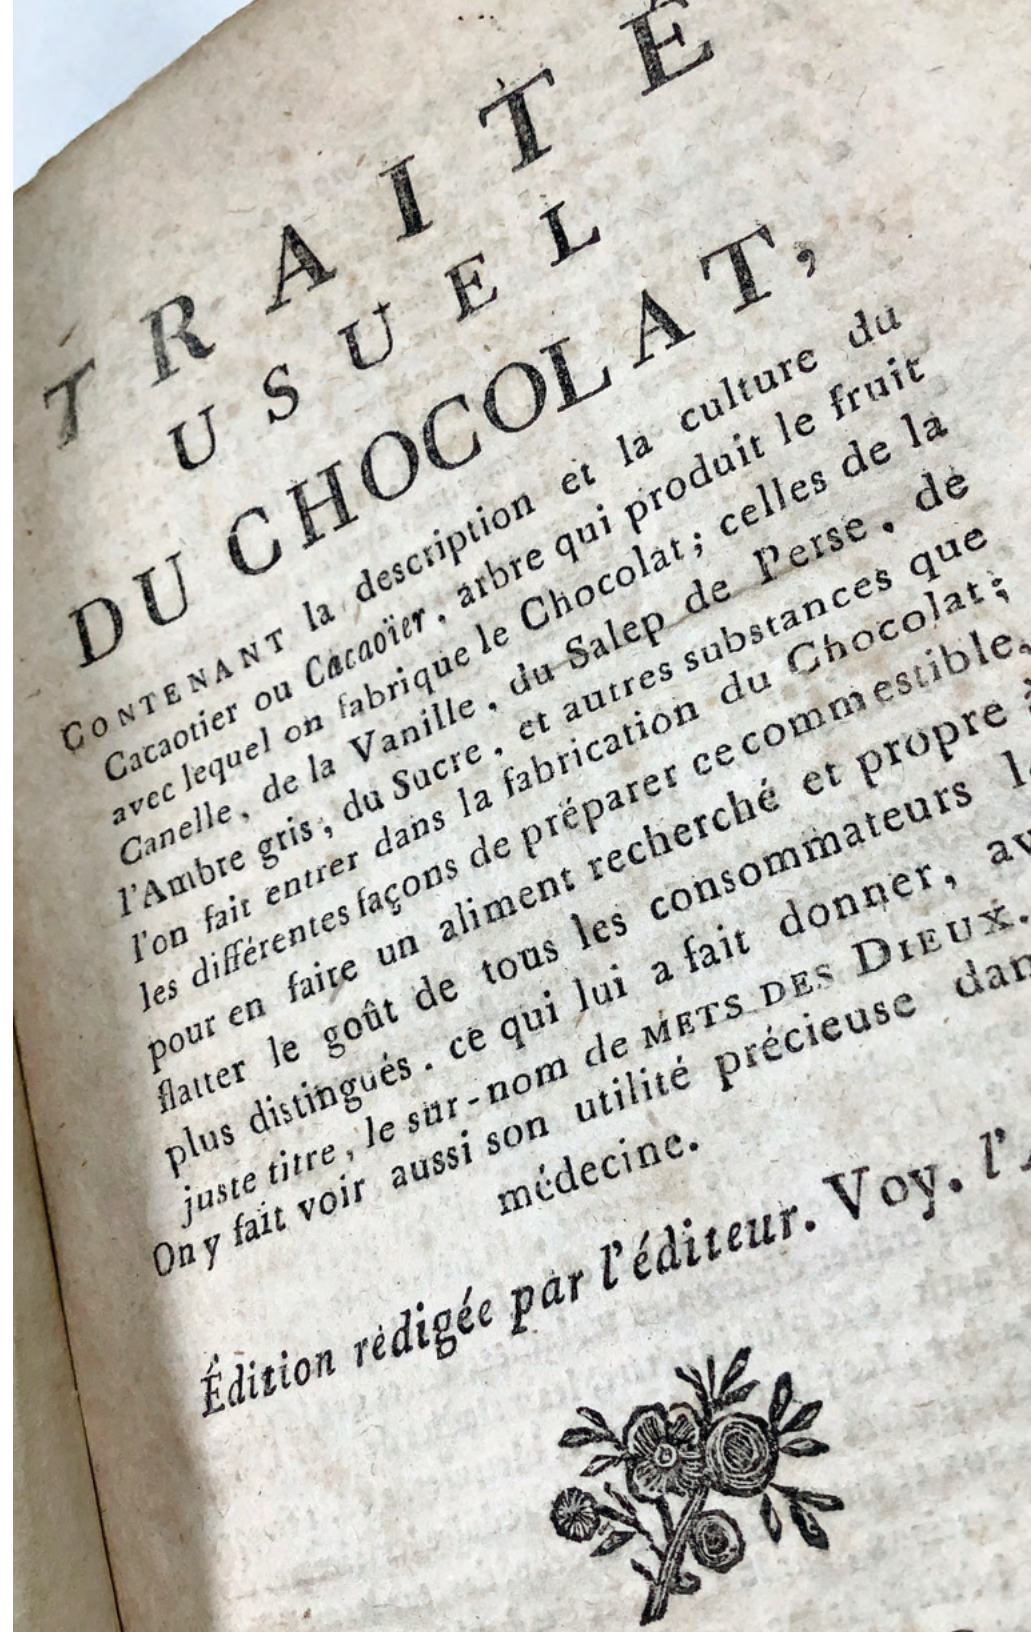 TRAITÉ
USUEL
DU CHOCOLAT,
CONTENANT la description et la culture du
Cacaotier ou Cacaoïer, arbre qui produit le fruit
avec lequel on fabrique le Chocolat; celles de la
Canelle, de la Vanille, du Salep de Perse, de
l'Ambre gris, du Sucre, et autres substances que
l'on fait entrer dans la fabrication du Chocolat;
les différentes façons de préparer ce commestible,
pour en faire un aliment recherché et propre à
flatter le goût de tous les consommateurs
plus distingués. ce qui lui a fait donner,
juste titre, le sur-nom de METS DES DIEUX.
On y fait voir aussi son utilité précieuse
médecine.
Édition rédigée par l'éditeur. Voy.